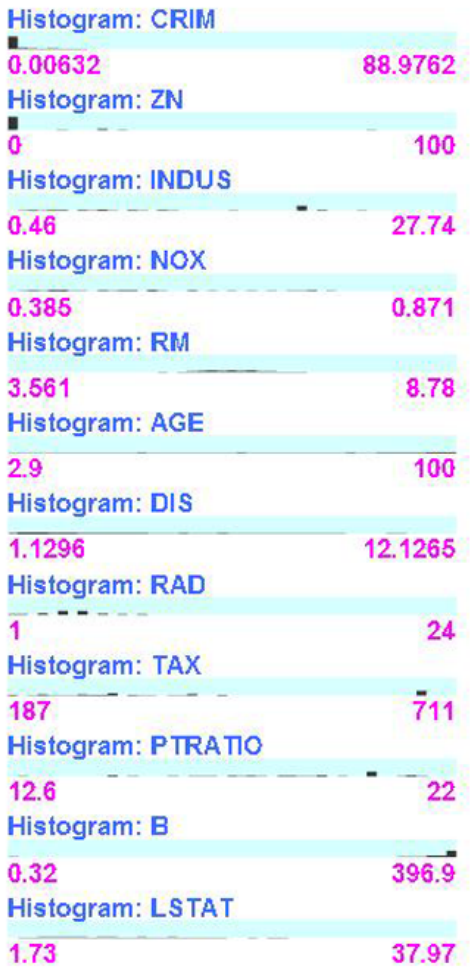 Histogram: CRIM
0.00632 88.9762
Histogram: ZN
0 100
Histogram: INDUS
0.46 27.74
Histogram: NOX
0.385 0.871
Histogram: RM
3.561 8.78
Histogram: AGE
2.9 100
Histogram: DIS
1.1296 12.1265
Histogram: RAD
1 24
Histogram: TAX
187 711
Histogram: PTRATIO
12.6 22
Histogram: B
0.32 396.9
Histogram: LSTAT
1.73 37.97